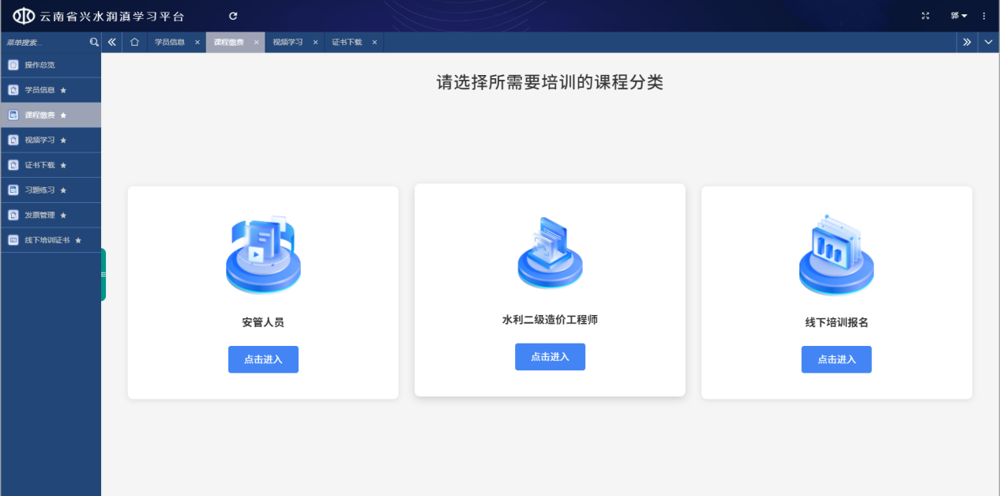 云南省兴水润滇学习平台
郭
菜单搜索...
学员信息 × 课程缴费 × 视频学习 × 证书下载 ×
操作总览
学员信息 ★
课程缴费 ★
视频学习 ★
证书下载 ★
习题练习 ★
发票管理 ★
线下培训证书 ★
请选择所需要培训的课程分类
安管人员
点击进入
水利二级造价工程师
点击进入
线下培训报名
点击进入